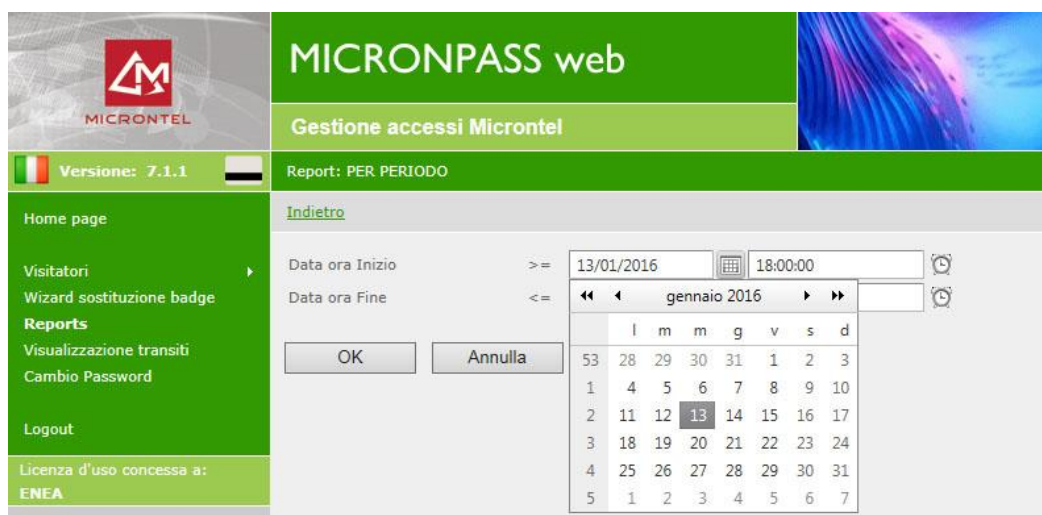 MICRONTEL
MICRONPASS web
Gestione accessi Microntel
Versione: 7.1.1
Report: PER PERIODO
Home page
Visitatori
Wizard sostituzione badge
Reports
Visualizzazione transiti
Cambio Password
Logout
Licenza d'uso concessa a:
ENEA
Indietro
Data ora Inizio >= 13/01/2016 18:00:00
Data ora Fine <=
OK Annulla
gennaio 2016
l m m g v s d
53 28 29 30 31 1 2 3
1 4 5 6 7 8 9 10
2 11 12 13 14 15 16 17
3 18 19 20 21 22 23 24
4 25 26 27 28 29 30 31
5 1 2 3 4 5 6 7